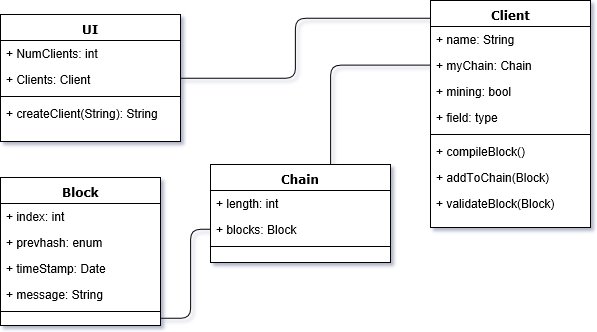 UI
+ NumClients: int
+ Clients: Client
+ createClient(String): String
Client
+ name: String
+ myChain: Chain
+ mining: bool
+ field: type
+ compileBlock()
+ addToChain(Block)
+ validateBlock(Block)
Block
+ index: int
+ prevhash: enum
+ timeStamp: Date
+ message: String
Chain
+ length: int
+ blocks: Block